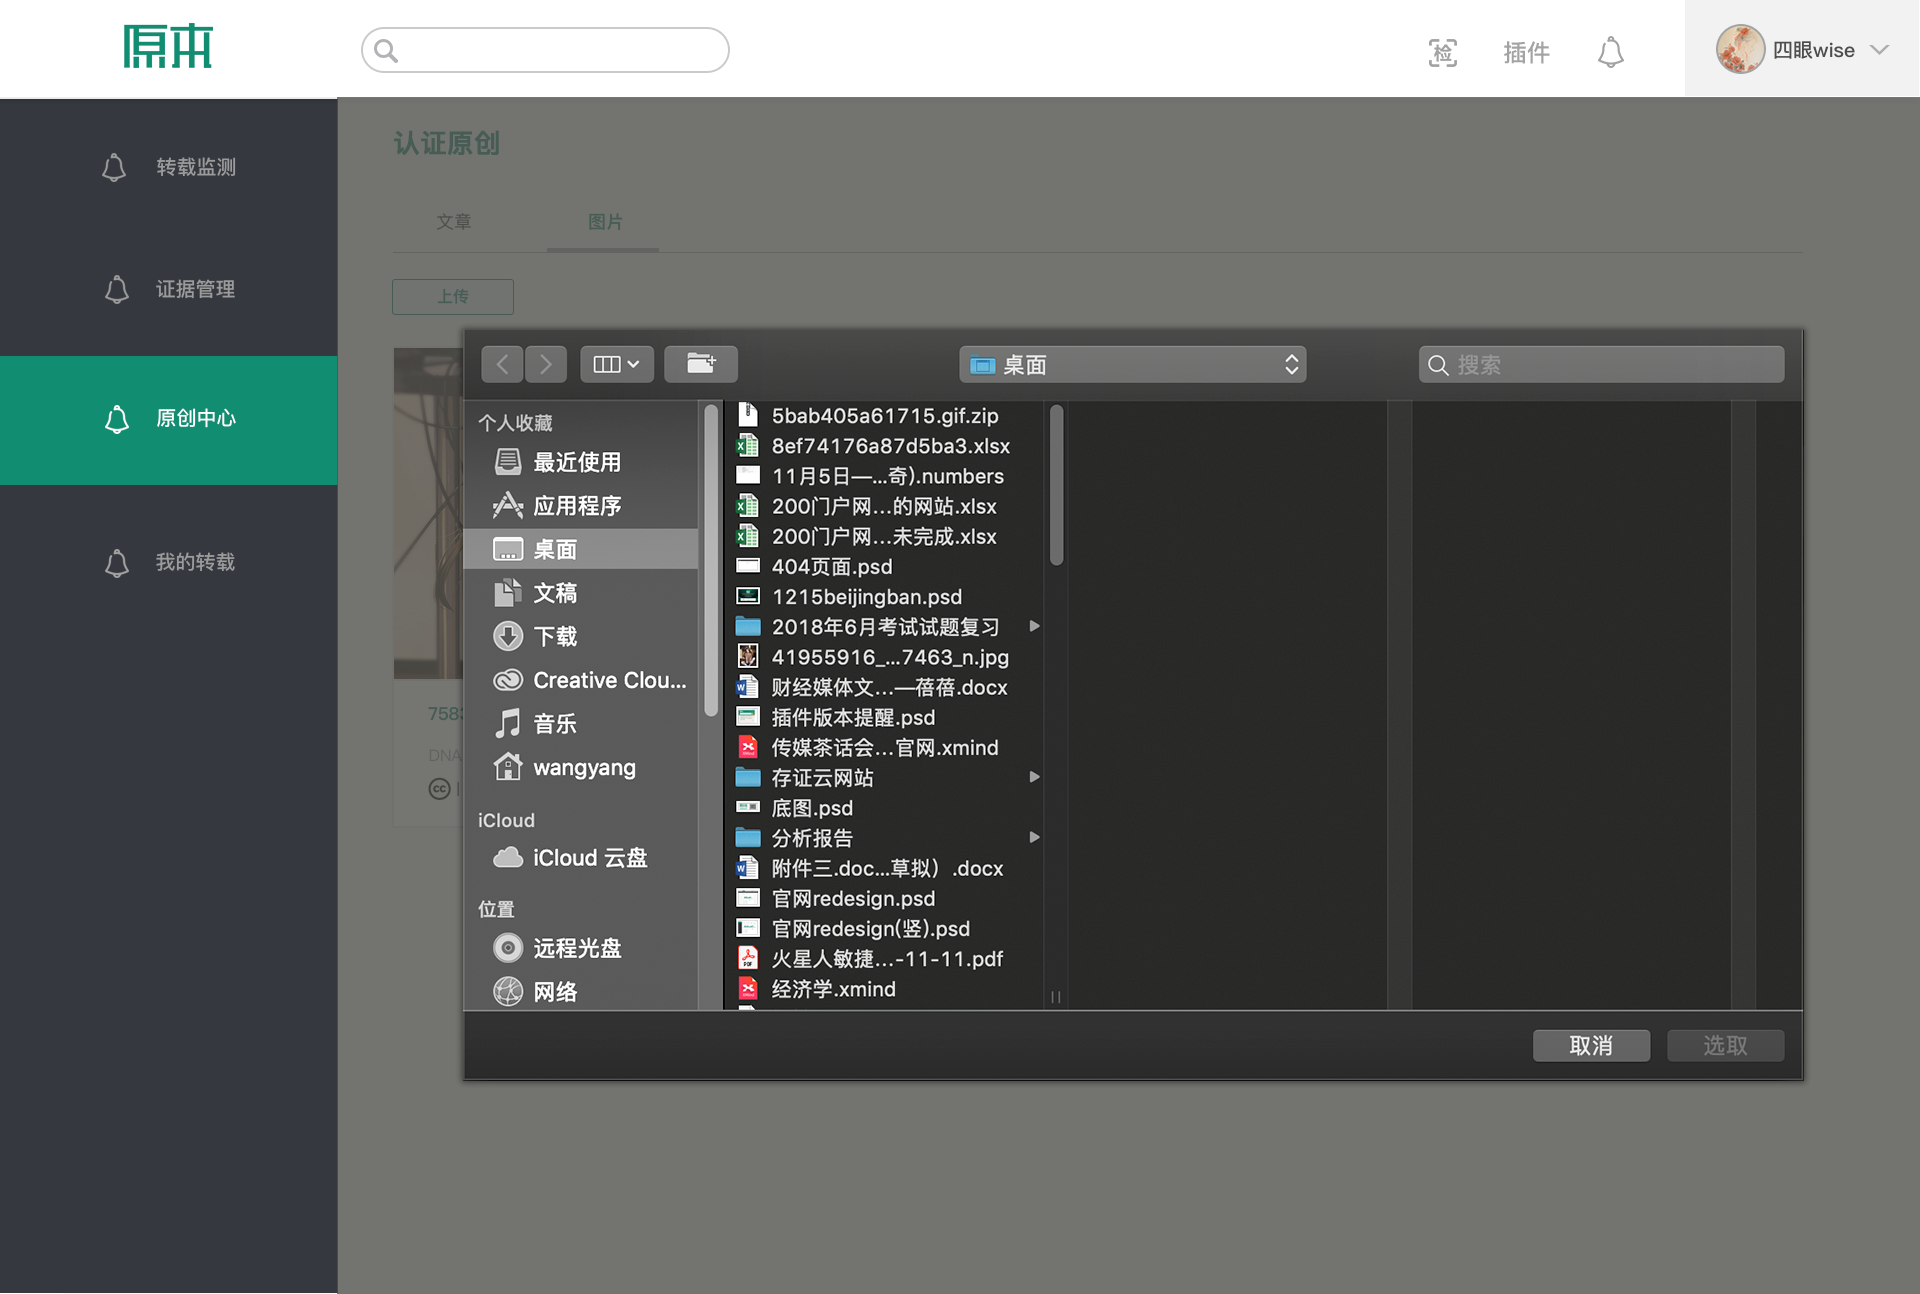 原本
检
插件
四眼wise
转载监测
证据管理
原创中心
我的转载
认证原创
文章
图片
上传
758
DNA
cc
桌面
搜索
个人收藏
最近使用
应用程序
桌面
文稿
下载
Creative Clou...
音乐
wangyang
iCloud
iCloud 云盘
位置
远程光盘
网络
5bab405a61715.gif.zip
8ef74176a87d5ba3.xlsx
11月5日—...奇).numbers
200门户网...的网站.xlsx
200门户网...未完成.xlsx
404页面.psd
1215beijingban.psd
2018年6月考试试题复习
41955916_...7463_n.jpg
财经媒体文...—蓓蓓.docx
插件版本提醒.psd
传媒茶话会...官网.xmind
存证云网站
底图.psd
分析报告
附件三.doc...草拟）.docx
官网redesign.psd
官网redesign(竖).psd
火星人敏捷...-11-11.pdf
经济学.xmind
取消
选取